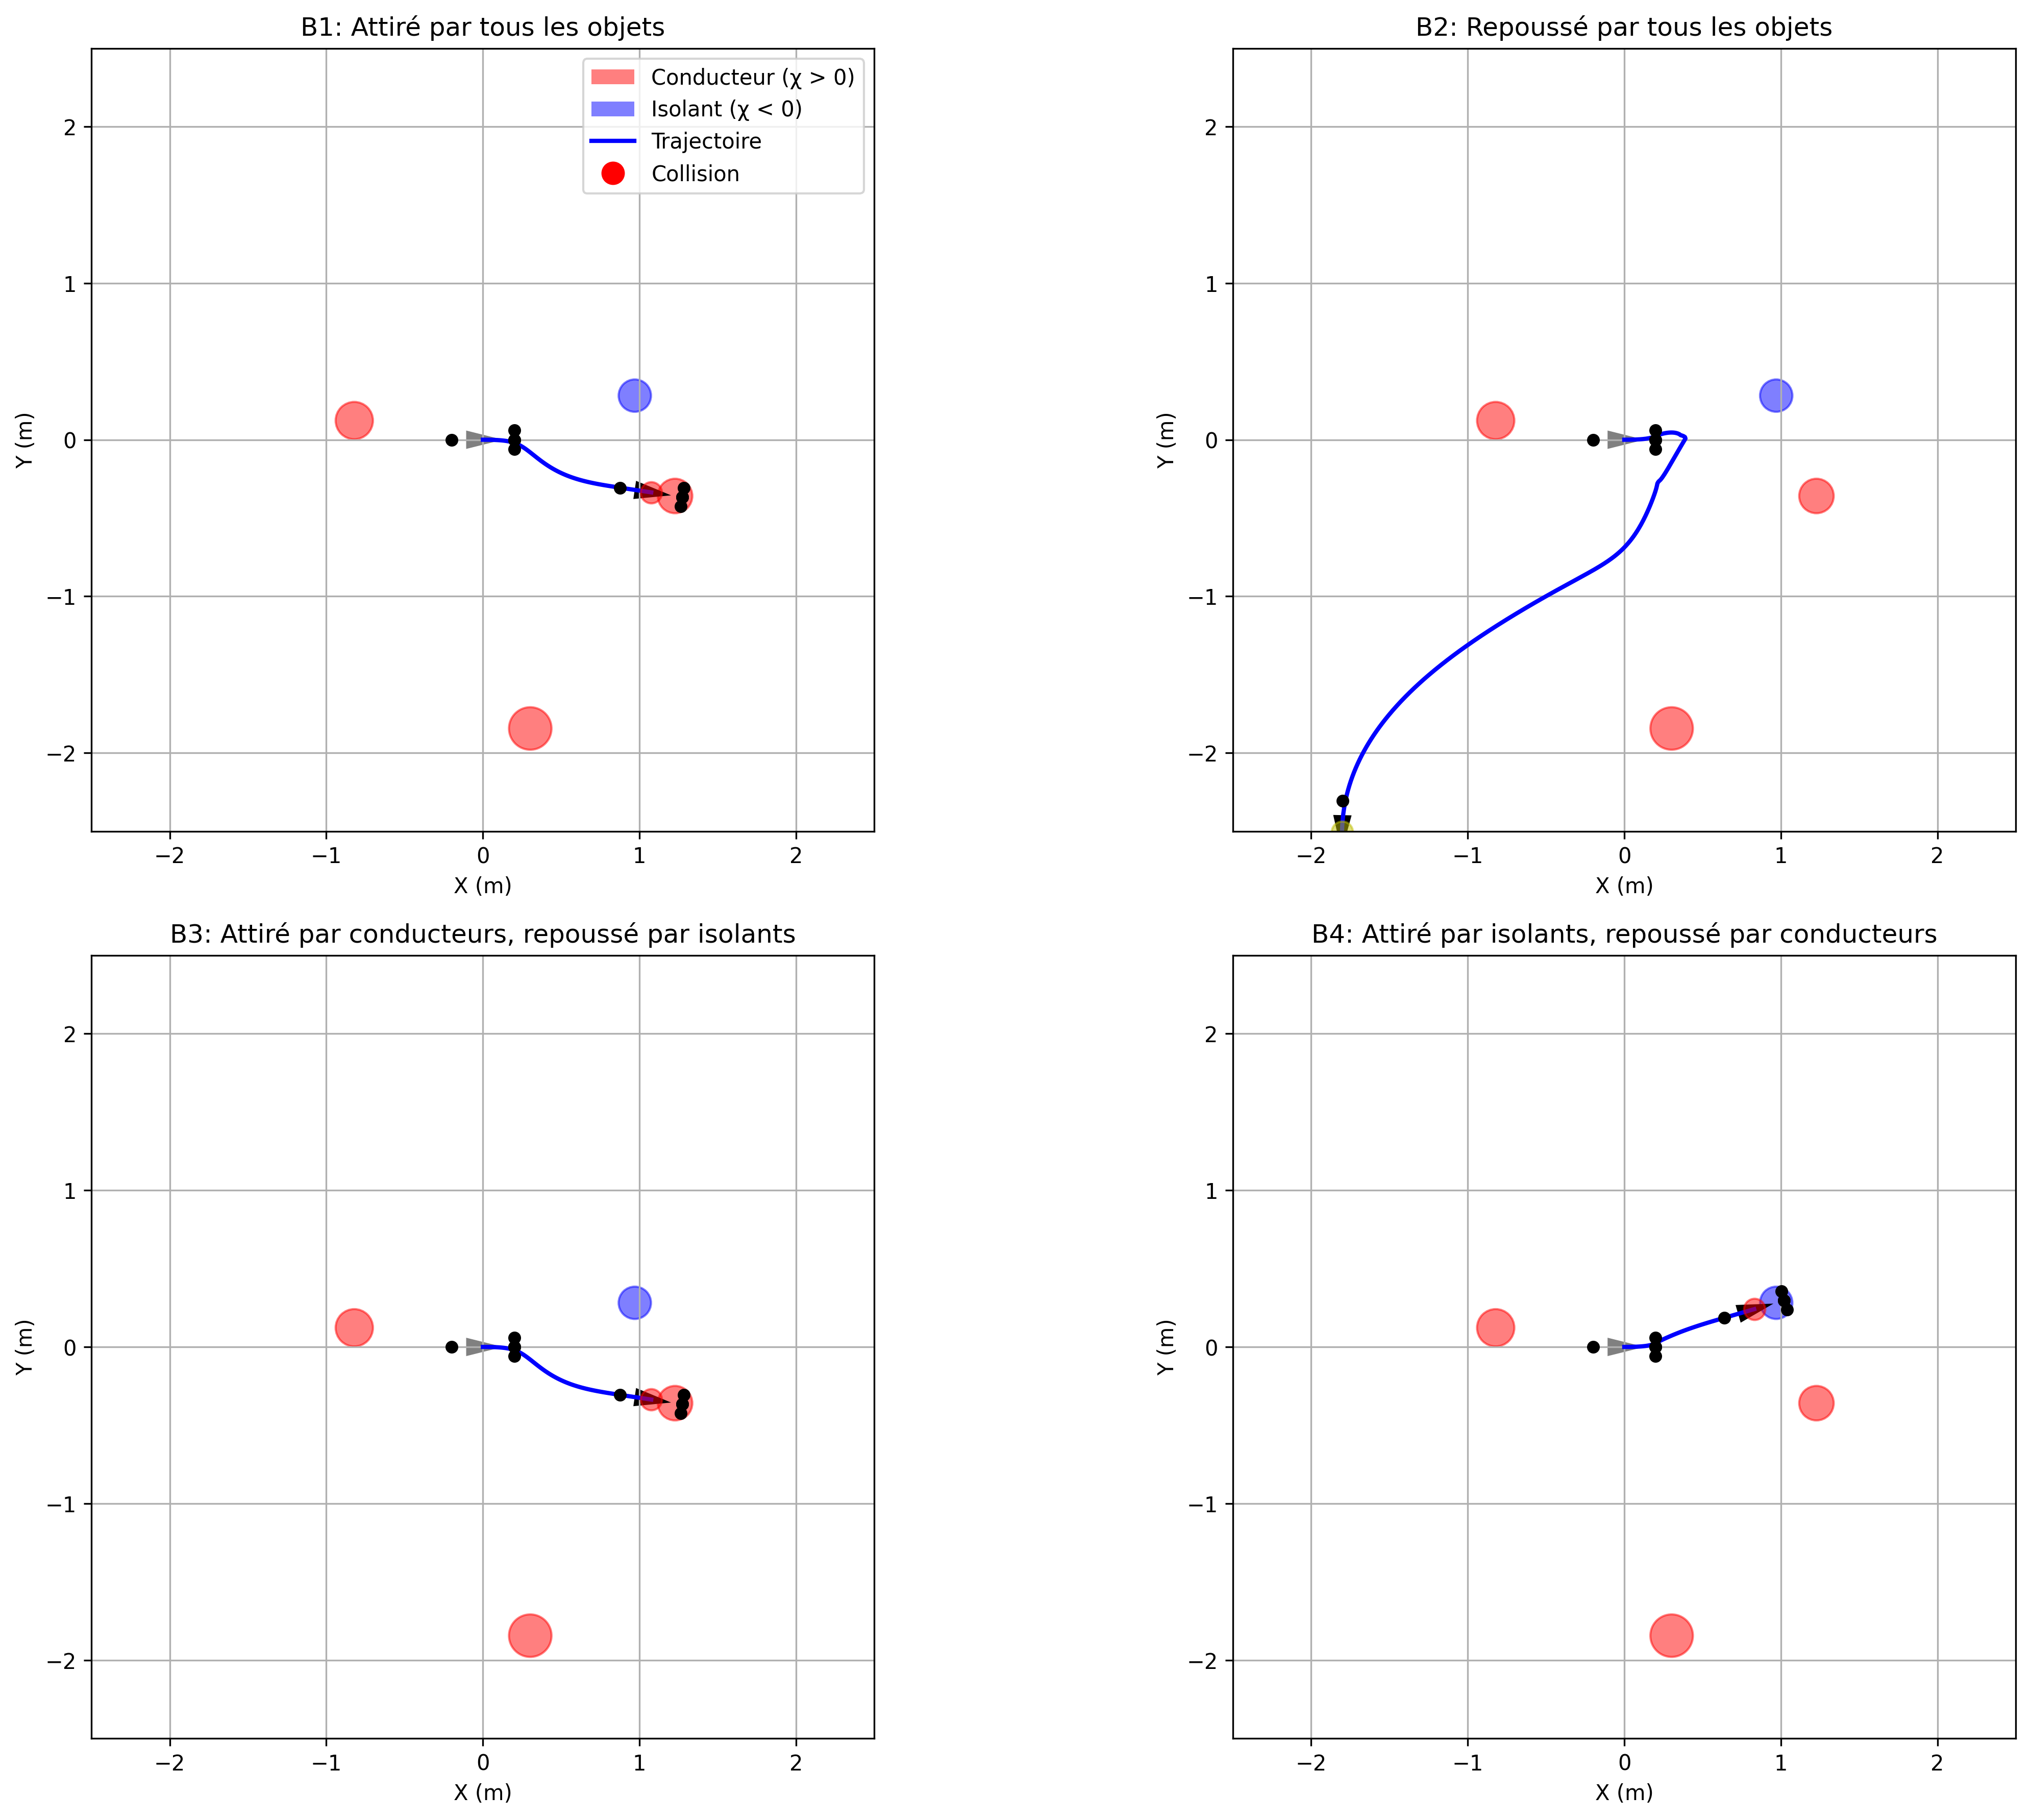 B1: Attiré par tous les objets
Conducteur (χ > 0)
Isolant (χ < 0)
Trajectoire
Collision
2
1
0
−1
−2
Y (m)
−2 −1 0 1 2
X (m)
B2: Repoussé par tous les objets
2
1
0
−1
−2
Y (m)
−2 −1 0 1 2
X (m)
B3: Attiré par conducteurs, repoussé par isolants
2
1
0
−1
−2
Y (m)
−2 −1 0 1 2
X (m)
B4: Attiré par isolants, repoussé par conducteurs
2
1
0
−1
−2
Y (m)
−2 −1 0 1 2
X (m)